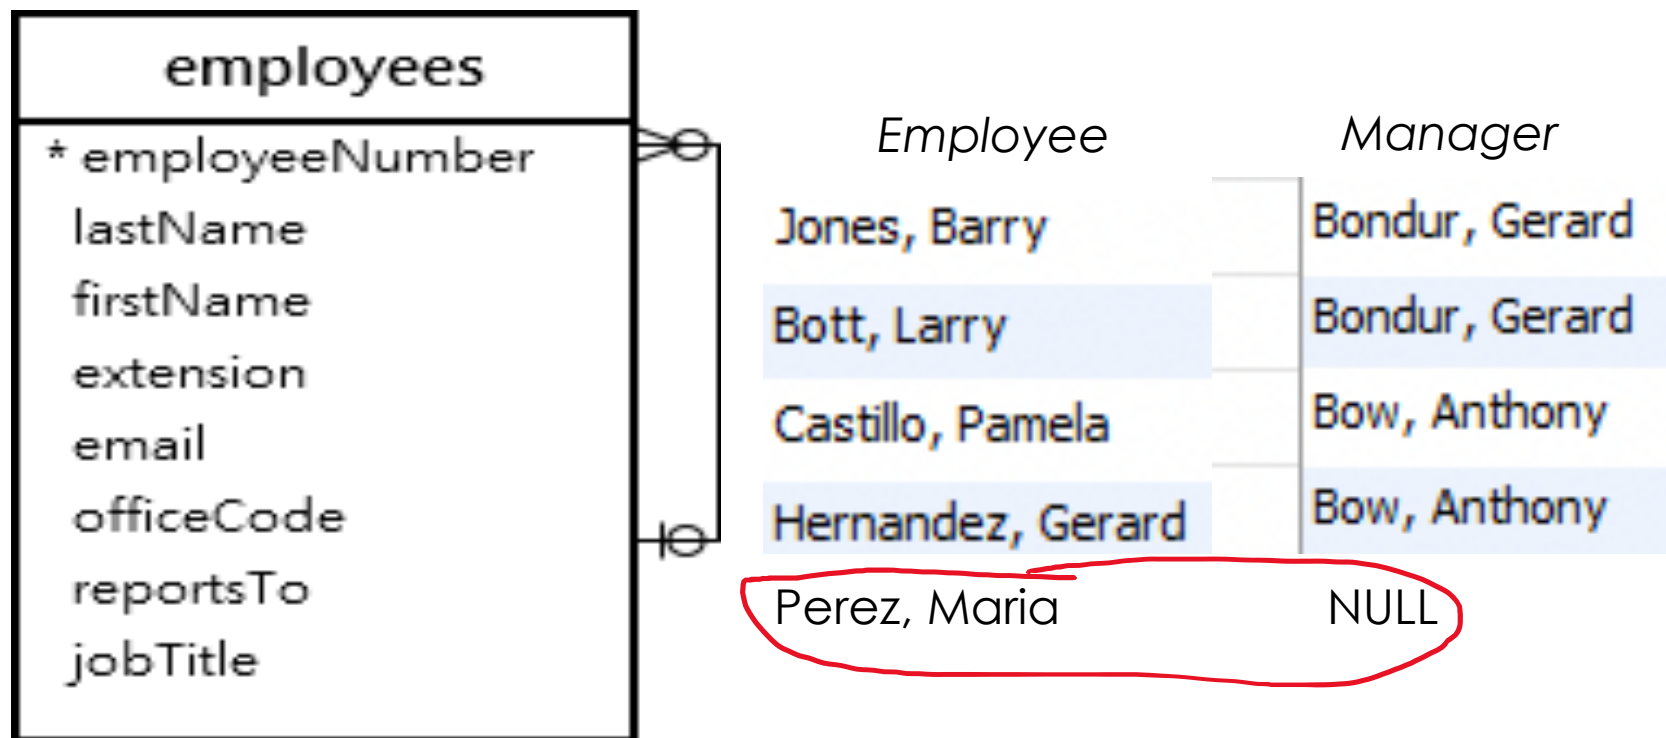 employees
* employeeNumber
lastName
firstName
extension
email
officeCode
reportsTo
jobTitle
Employee Manager
Jones, Barry Bondur, Gerard
Bott, Larry Bondur, Gerard
Castillo, Pamela Bow, Anthony
Hernandez, Gerard Bow, Anthony
Perez, Maria NULL